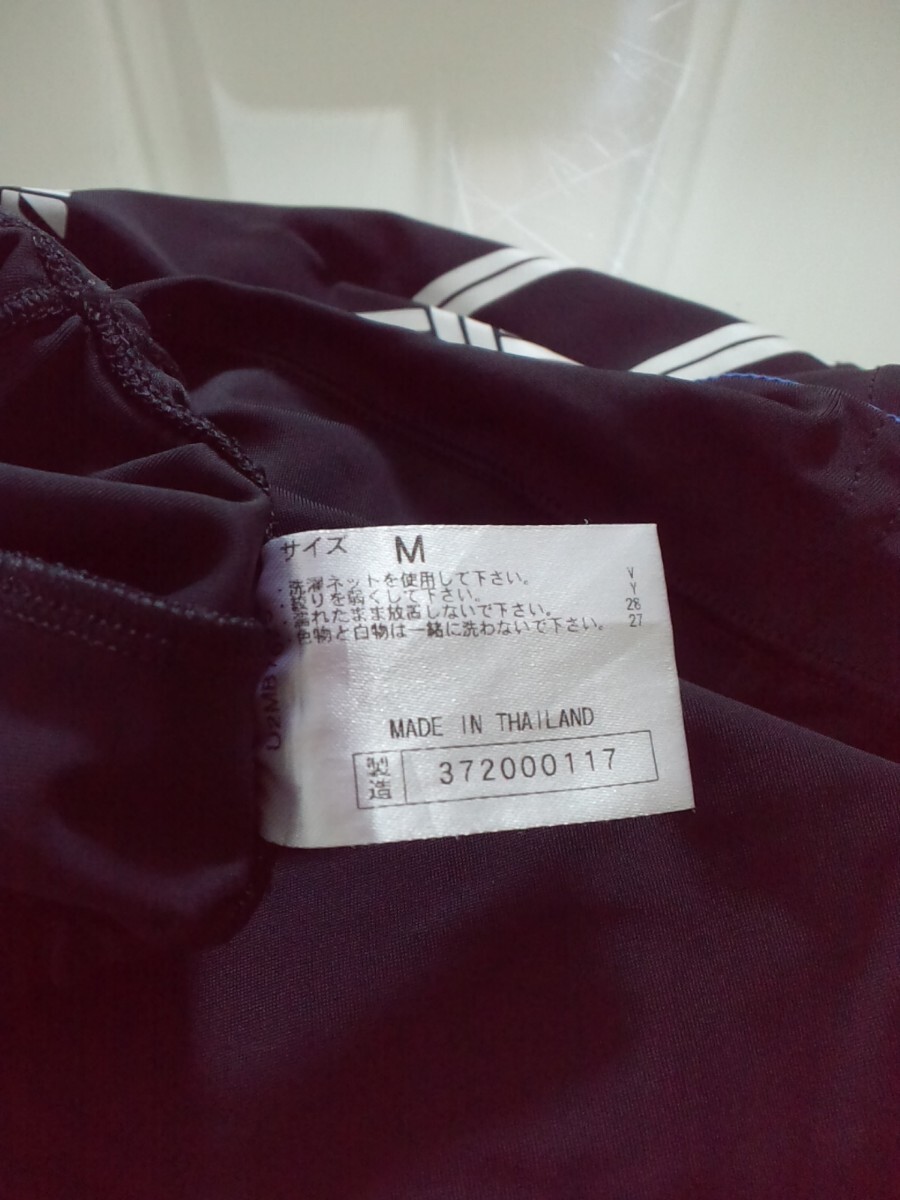 サイズ M
・洗濯ネットを使用して下さい。
・絞りを弱くして下さい。
・濡れたまま放置しないで下さい。
色物と白物は一緒に洗わないで下さい。
V
Y
28
27
MADE IN THAILAND
製造 372000117
U2MB